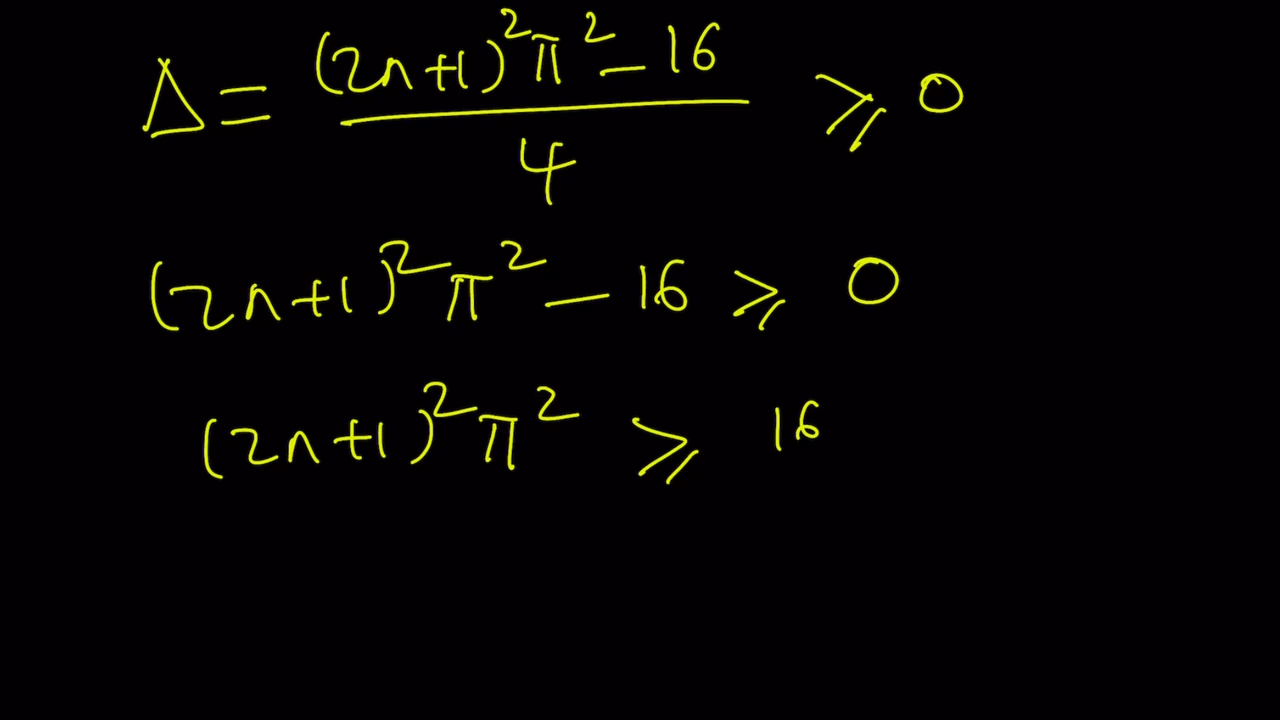 Δ = ((2n+1)²π² − 16)/4 ⩾ 0
(2n+1)²π² − 16 ⩾ 0
(2n+1)²π² ⩾ 16